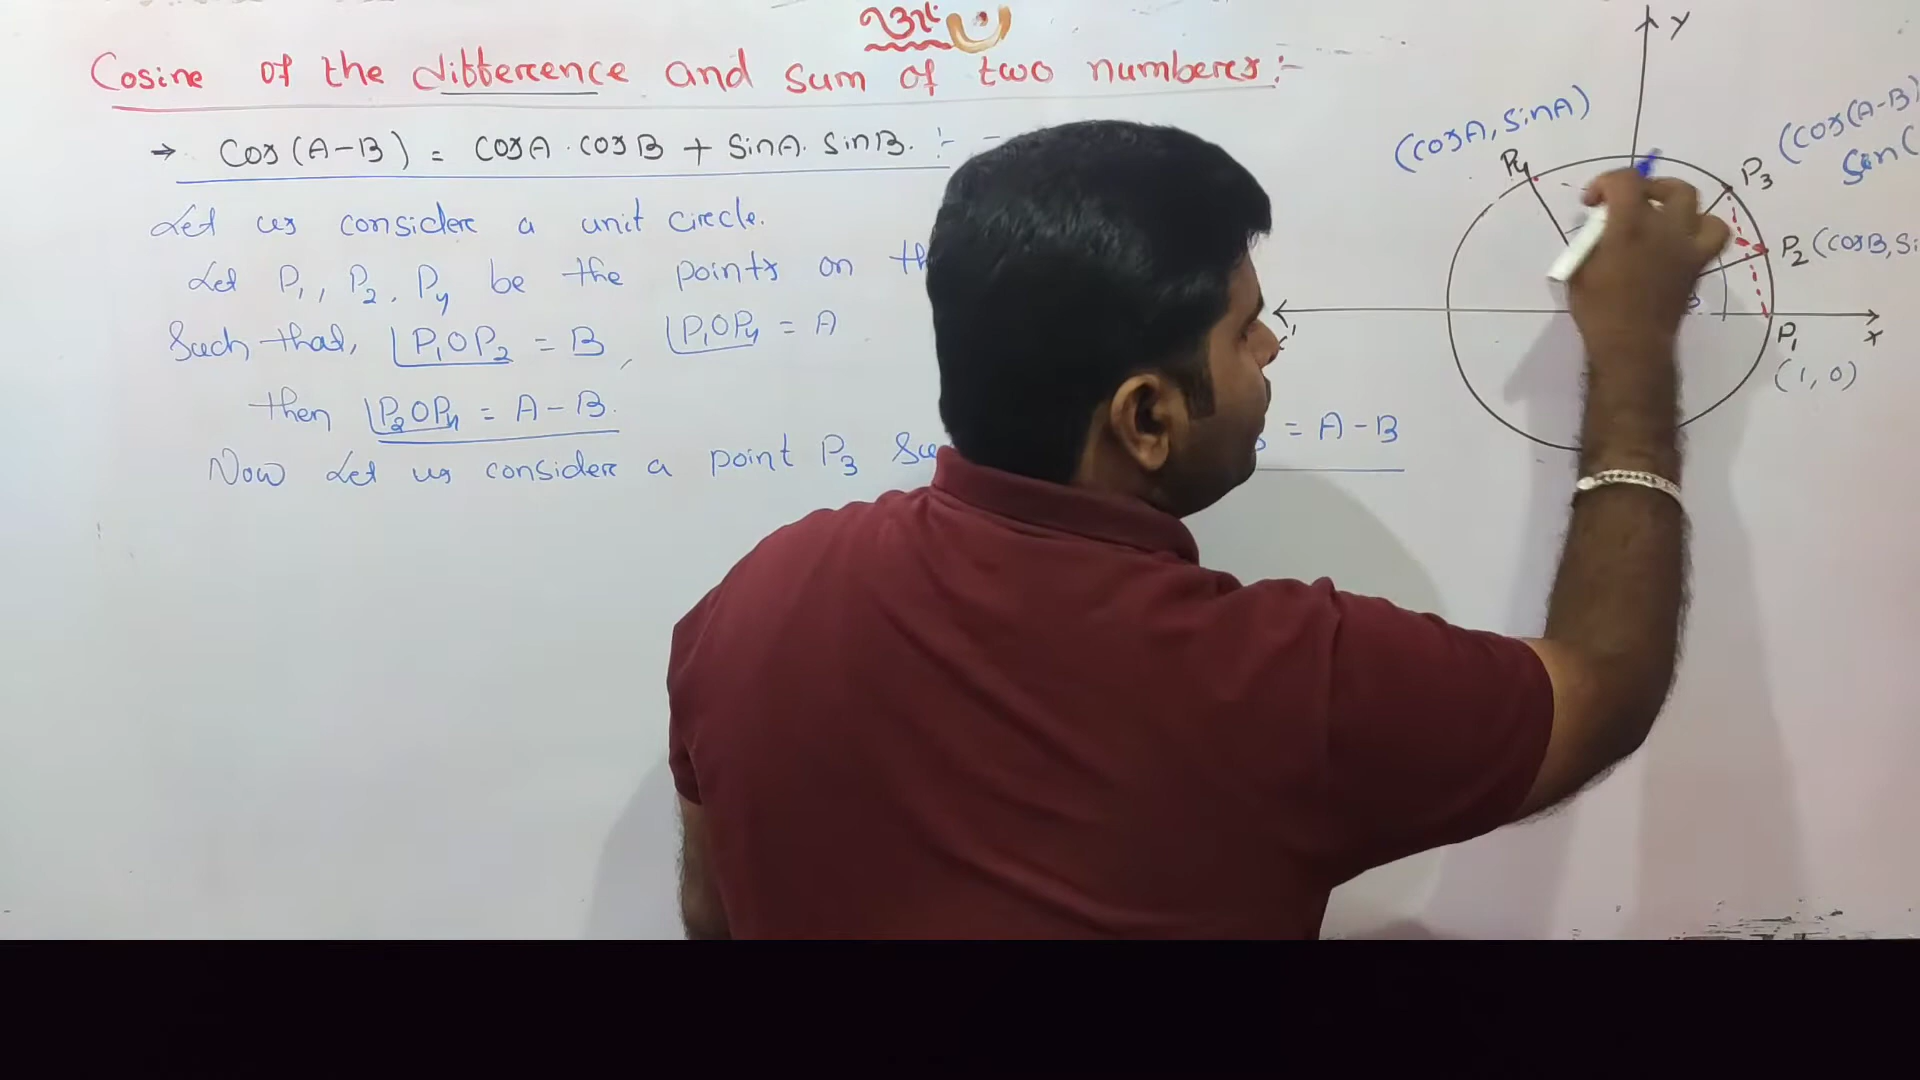 Cosine of the difference and sum of two numbers:-
→ Cos(A-B) = cosA.cosB + SinA.SinB. :-
Let us consider a unit circle.
Let P1, P2, P4 be the points on
Such that, ∠P1OP2 = B, ∠P1OP4 = A
then ∠P2OP4 = A-B.
Now Let us consider a point P3
= A-B
Y
(cosA, sinA)
P4
(cos(A-B)
Sin(
P3
P2 (cosB,
P1
x
(1, 0)